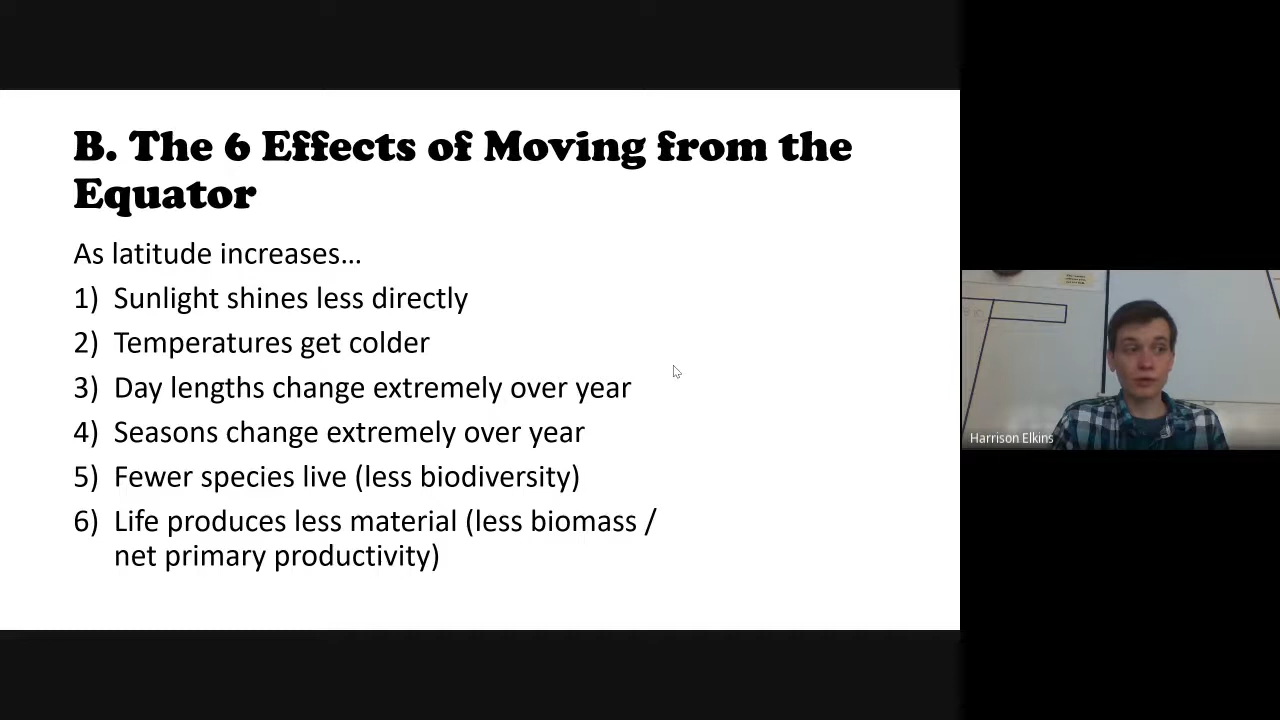 B. The 6 Effects of Moving from the
Equator
As latitude increases…
1) Sunlight shines less directly
2) Temperatures get colder
3) Day lengths change extremely over year
4) Seasons change extremely over year
5) Fewer species live (less biodiversity)
6) Life produces less material (less biomass /
net primary productivity)
Harrison Elkins